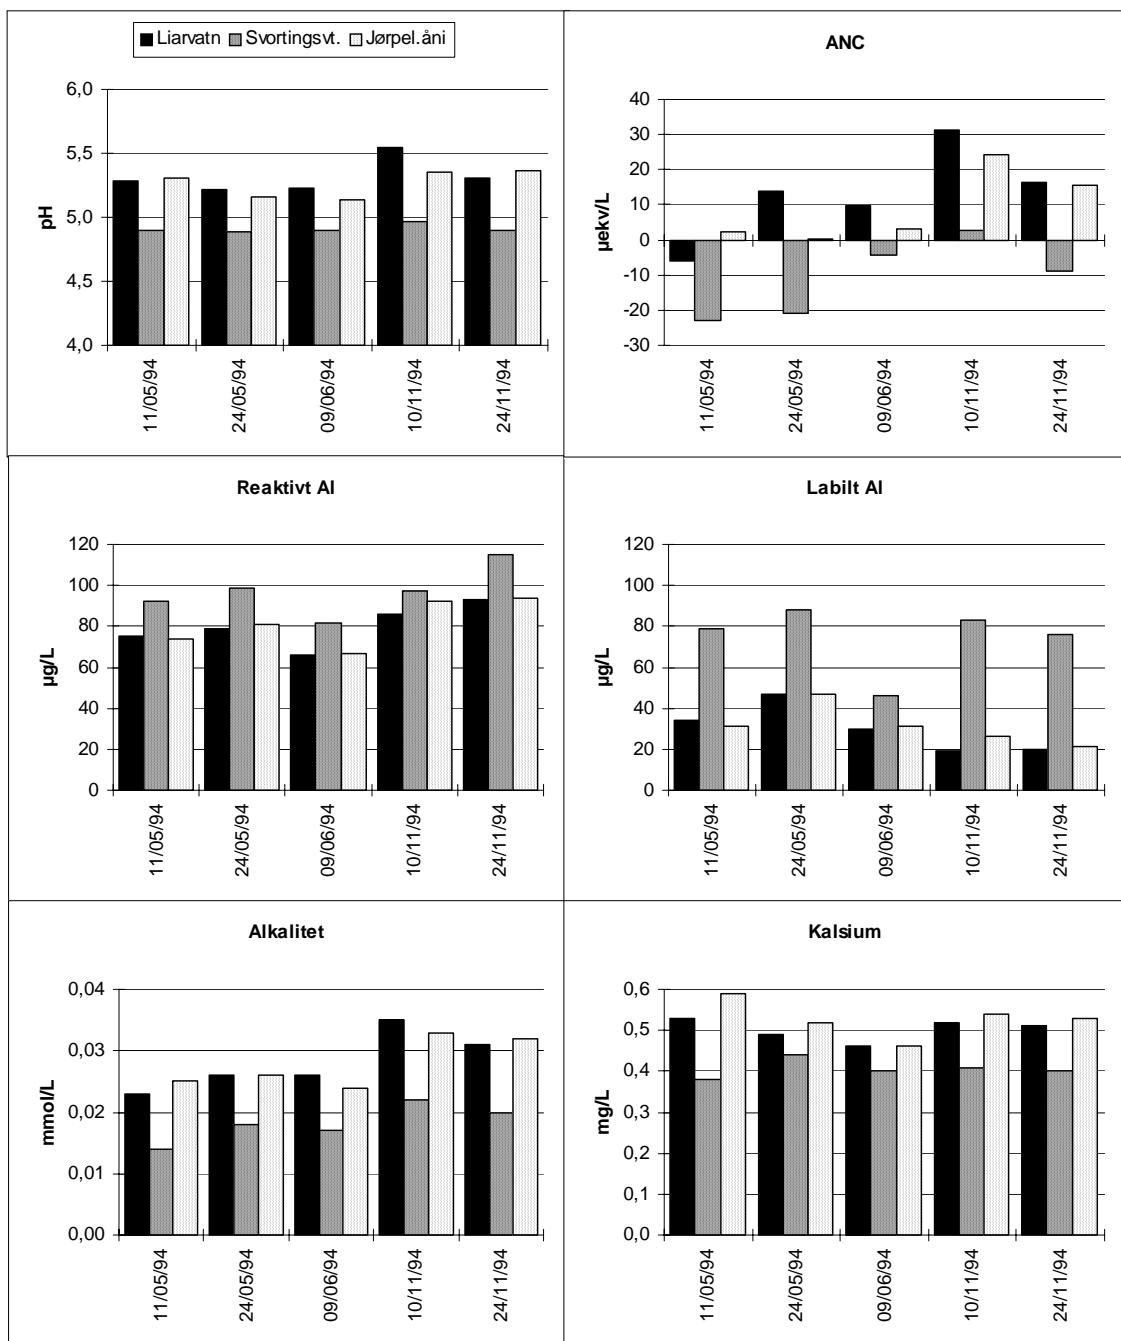 Liarvatn Svortingsvt. Jørpel.åni
pH
6,0
5,5
5,0
4,5
4,0
11/05/94 24/05/94 09/06/94 10/11/94 24/11/94
ANC
µekv/L
40
30
20
10
0
-10
-20
-30
11/05/94 24/05/94 09/06/94 10/11/94 24/11/94
Reaktivt Al
µg/L
120
100
80
60
40
20
0
11/05/94 24/05/94 09/06/94 10/11/94 24/11/94
Labilt Al
µg/L
120
100
80
60
40
20
0
11/05/94 24/05/94 09/06/94 10/11/94 24/11/94
Alkalitet
mmol/L
0,04
0,03
0,02
0,01
0,00
11/05/94 24/05/94 09/06/94 10/11/94 24/11/94
Kalsium
mg/L
0,6
0,5
0,4
0,3
0,2
0,1
0,0
11/05/94 24/05/94 09/06/94 10/11/94 24/11/94